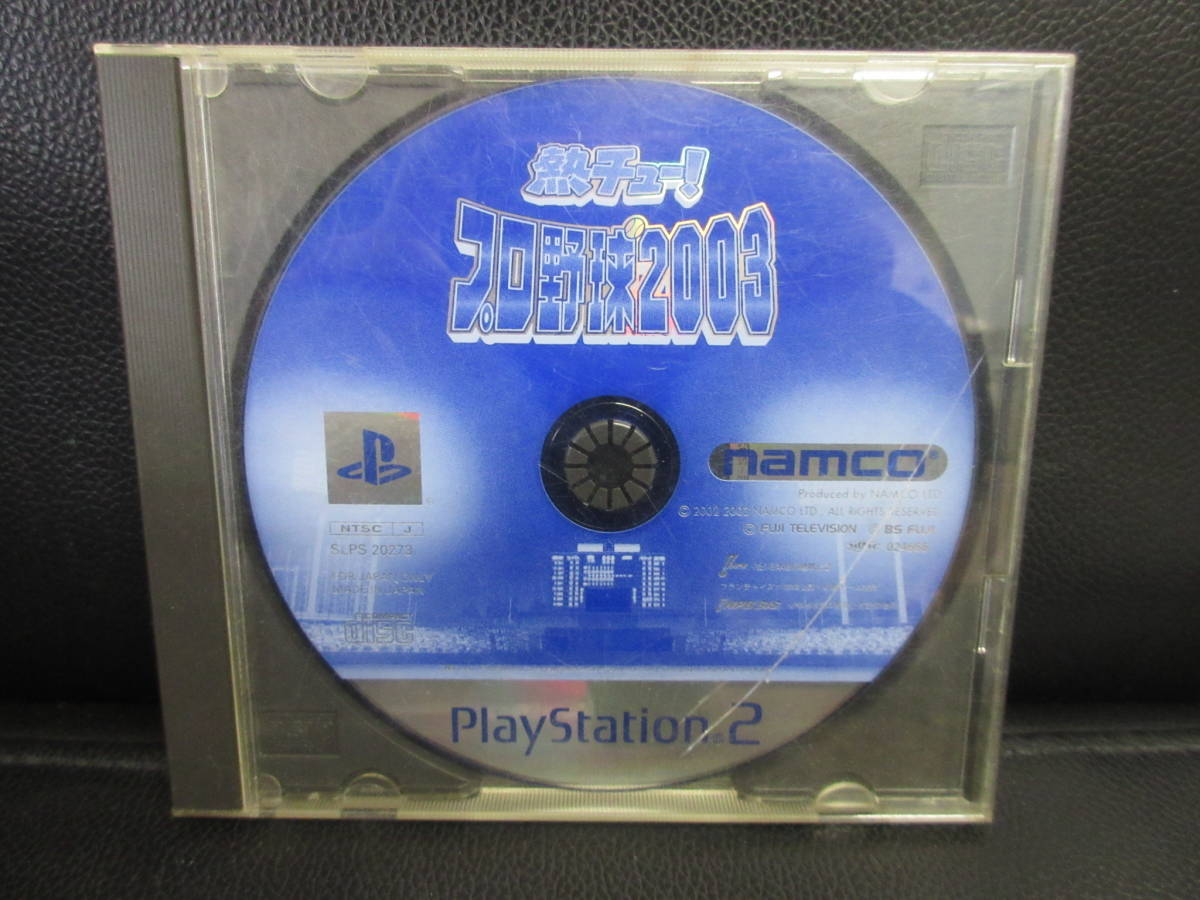 熱チュー!
プロ野球2003
namco
Produced by NAMCO LTD.
© 2002 2003 NAMCO LTD., ALL RIGHTS RESERVED
© FUJI TELEVISION BS FUJI
NTSC J
SLPS 20273
024666
FOR JAPAN ONLY
MADE IN JAPAN
COMPACT
disc
PlayStation 2